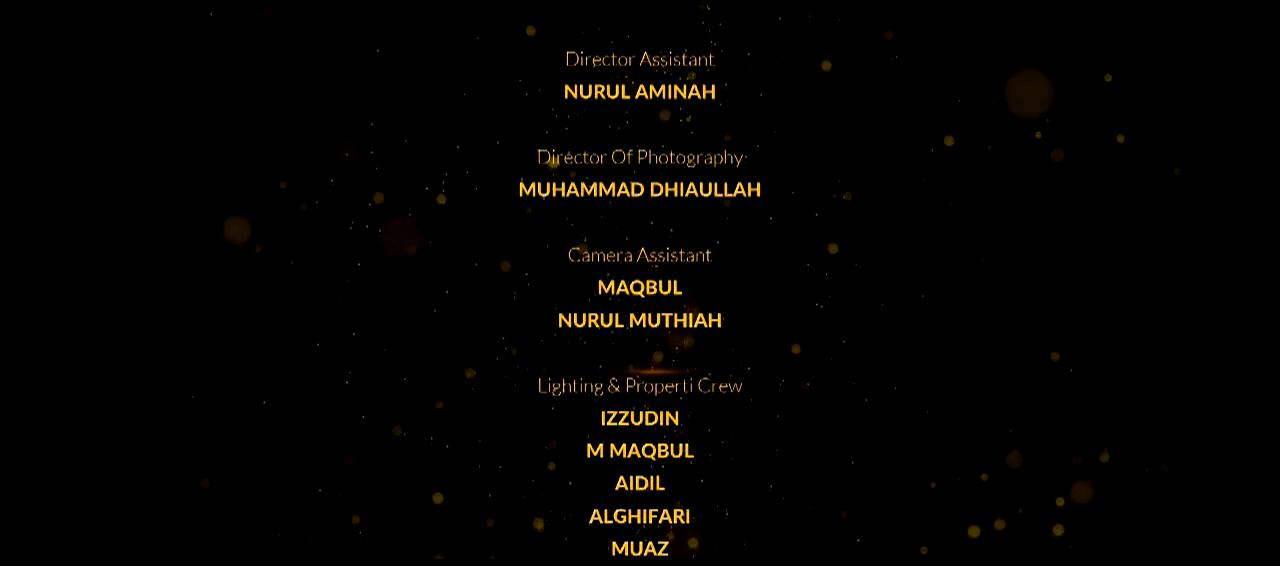 Director Assistant
NURUL AMINAH
Director Of Photography
MUHAMMAD DHIAULLAH
Camera Assistant
MAQBUL
NURUL MUTHIAH
Lighting & Properti Crew
IZZUDIN
M MAQBUL
AIDIL
ALGHIFARI
MUAZ